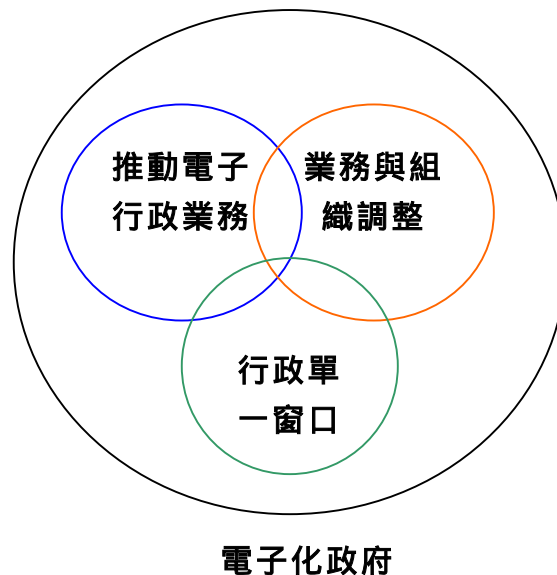 推動電子
行政業務
業務與組
織調整
行政單
一窗口
電子化政府